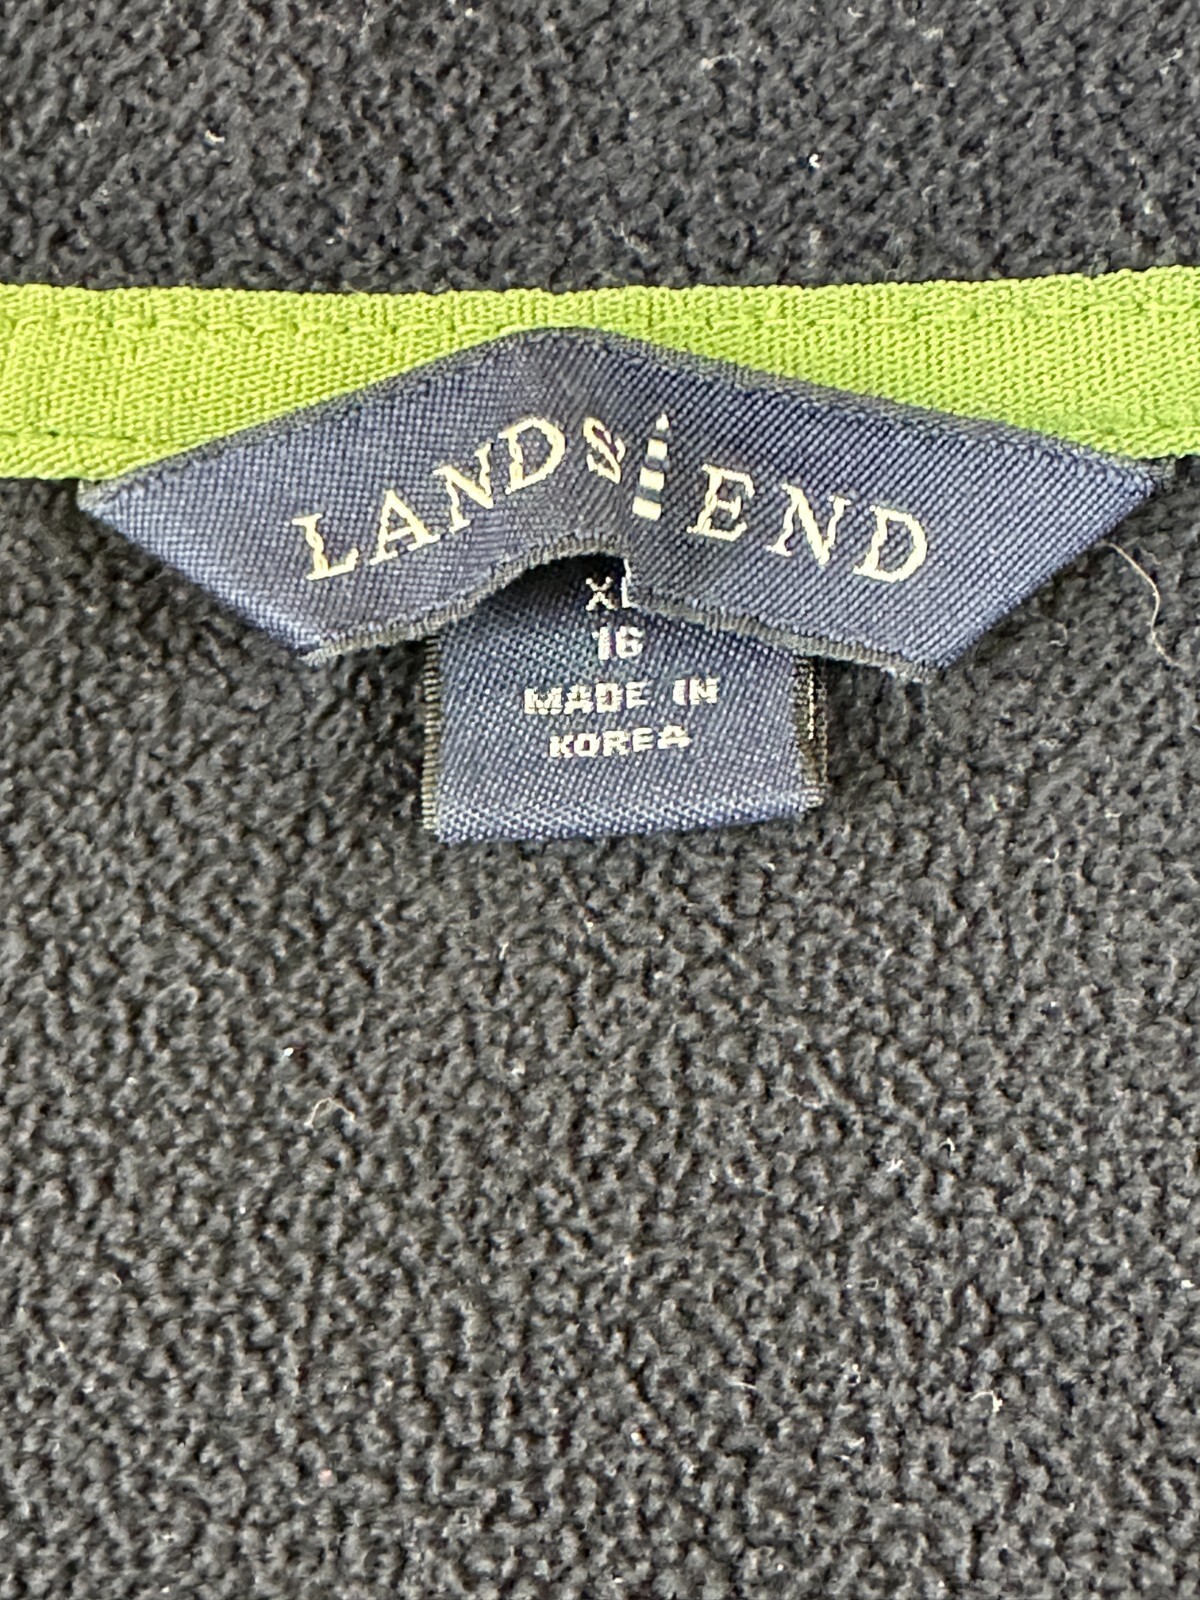 LANDS END
XL
16
MADE IN
KOREA